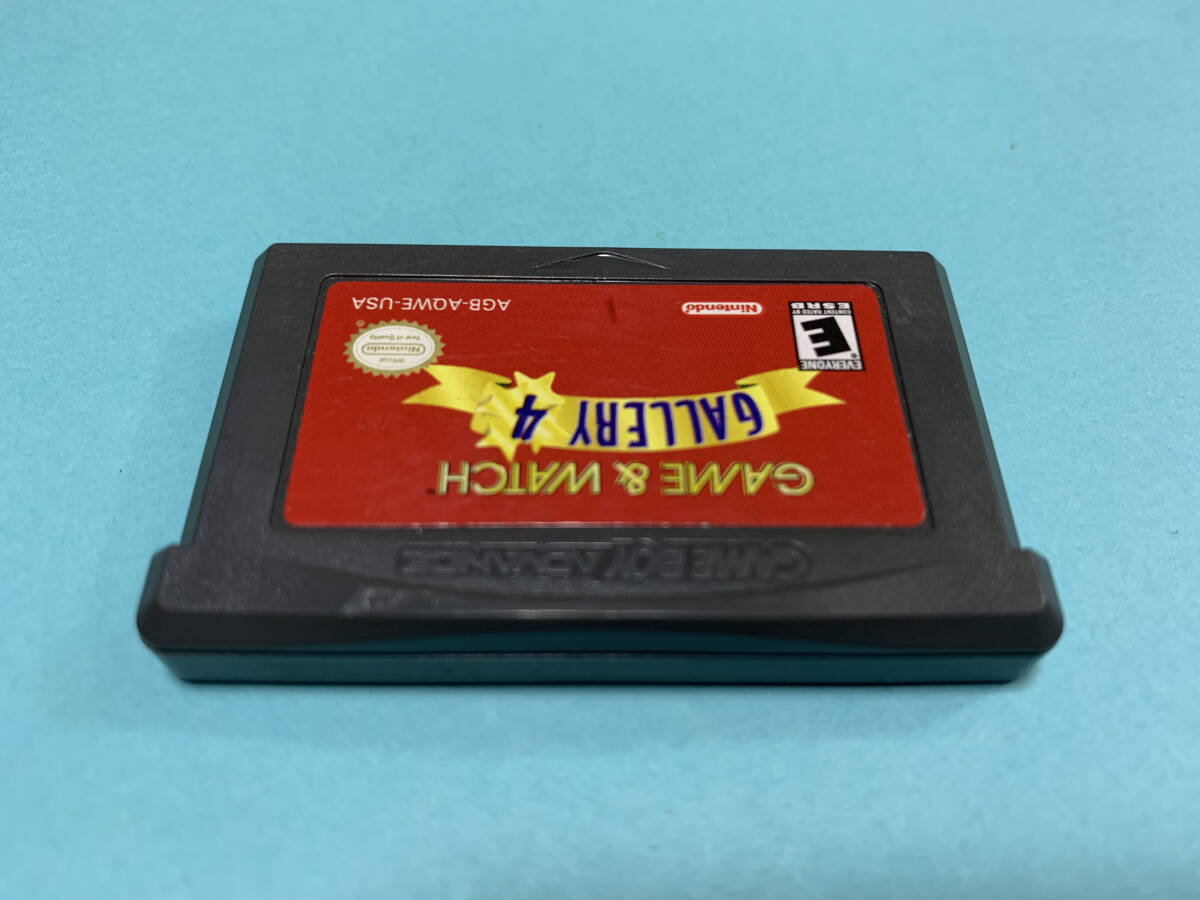 GAME BOY ADVANCE
GAME & WATCH™
GALLERY 4
EVERYONE
E
CONTENT RATED BY
ESRB
®
Nintendo
Official
Nintendo
Seal of Quality
®
AGB-AQWE-USA